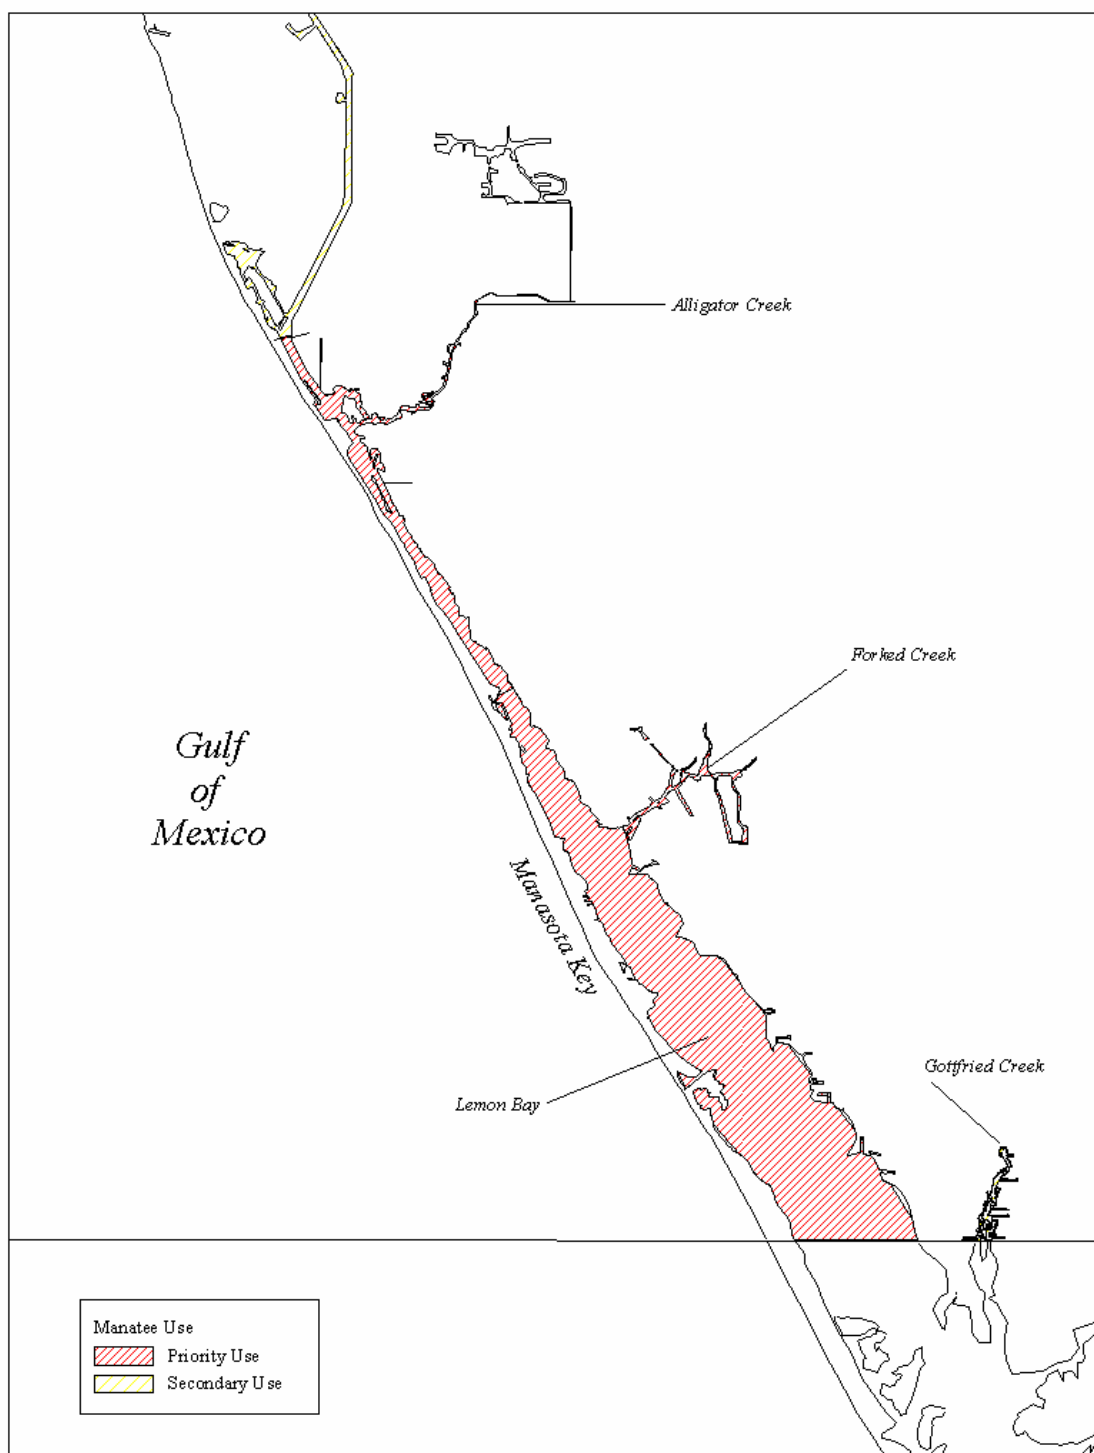 Alligator Creek
Forked Creek
Gulf
of
Mexico
Manasota Key
Gottfried Creek
Lemon Bay
Manatee Use
Priority Use
Secondary Use